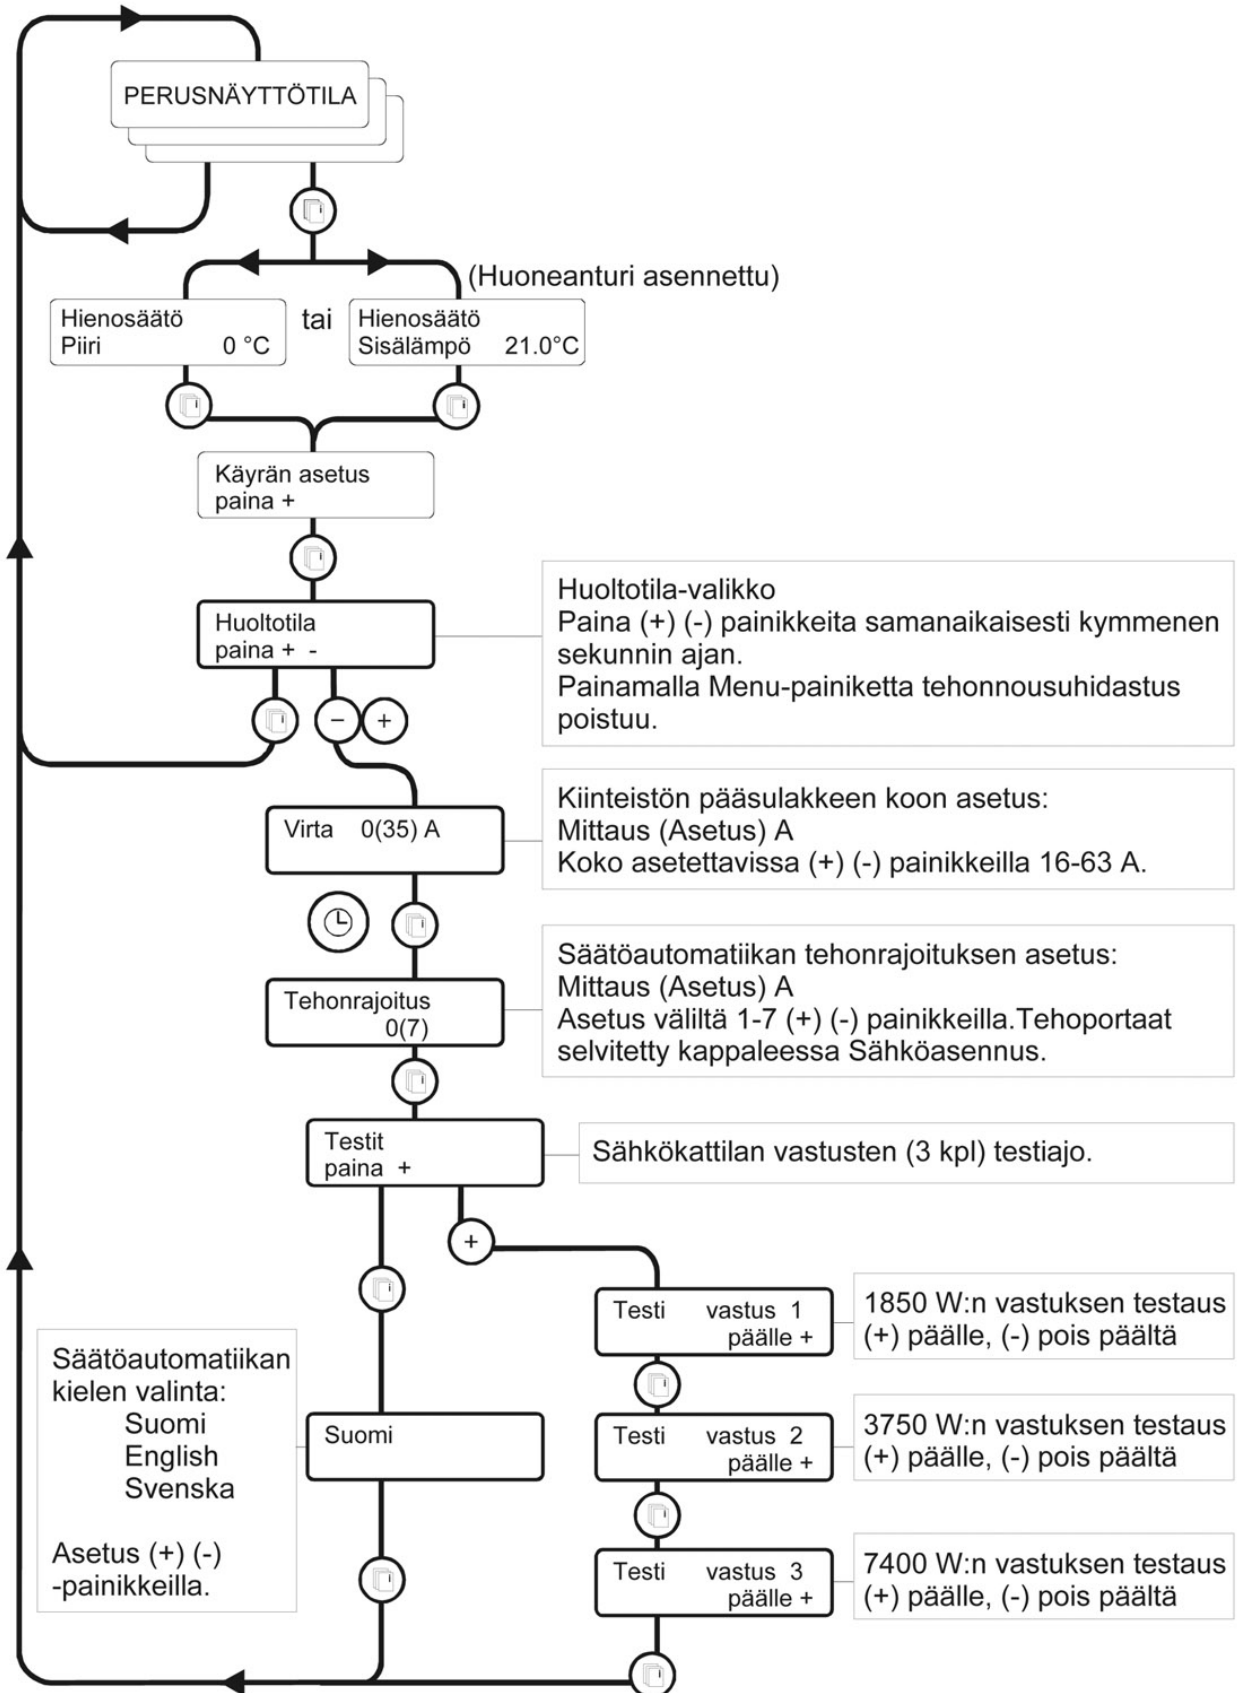 PERUSNÄYTTÖTILA
(Huoneanturi asennettu)
Hienosäätö
Piiri 0 °C
tai
Hienosäätö
Sisälämpö 21.0°C
Käyrän asetus
paina +
Huoltotila
paina + -
Huoltotila-valikko
Paina (+) (-) painikkeita samanaikaisesti kymmenen
sekunnin ajan.
Painamalla Menu-painiketta tehonnousuhidastus
poistuu.
− +
Virta 0(35) A
Kiinteistön pääsulakkeen koon asetus:
Mittaus (Asetus) A
Koko asetettavissa (+) (-) painikkeilla 16-63 A.
Tehonrajoitus
0(7)
Säätöautomatiikan tehonrajoituksen asetus:
Mittaus (Asetus) A
Asetus väliltä 1-7 (+) (-) painikkeilla.Tehoportaat
selvitetty kappaleessa Sähköasennus.
Testit
paina +
Sähkökattilan vastusten (3 kpl) testiajo.
+
Testi vastus 1
päälle +
1850 W:n vastuksen testaus
(+) päälle, (-) pois päältä
Säätöautomatiikan
kielen valinta:
Suomi
English
Svenska
Asetus (+) (-)
-painikkeilla.
Suomi
Testi vastus 2
päälle +
3750 W:n vastuksen testaus
(+) päälle, (-) pois päältä
Testi vastus 3
päälle +
7400 W:n vastuksen testaus
(+) päälle, (-) pois päältä